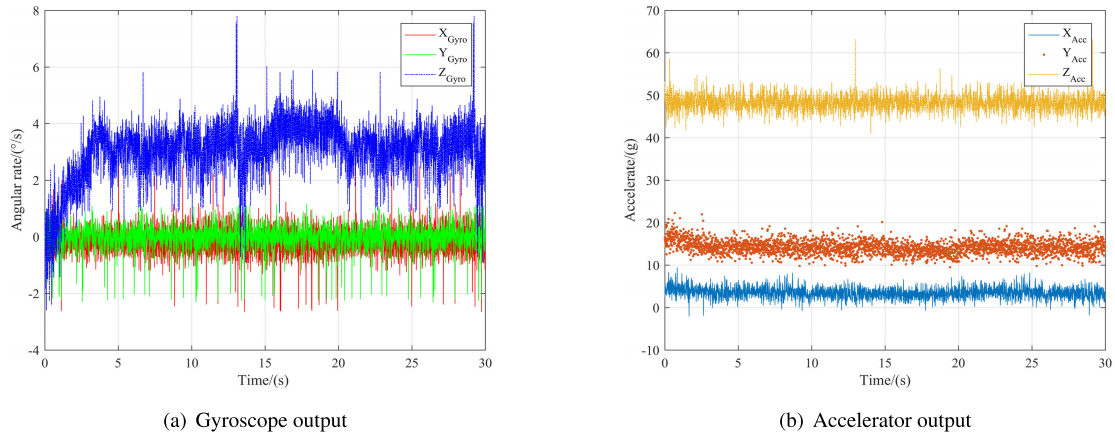 8
6
4
2
0
-2
-4
Angular rate/(°/s)
X_Gyro
Y_Gyro
Z_Gyro
0 5 10 15 20 25 30
Time/(s)
(a) Gyroscope output
70
60
50
40
30
20
10
0
-10
Accelerate/(g)
X_Acc
Y_Acc
Z_Acc
0 5 10 15 20 25 30
Time/(s)
(b) Accelerator output